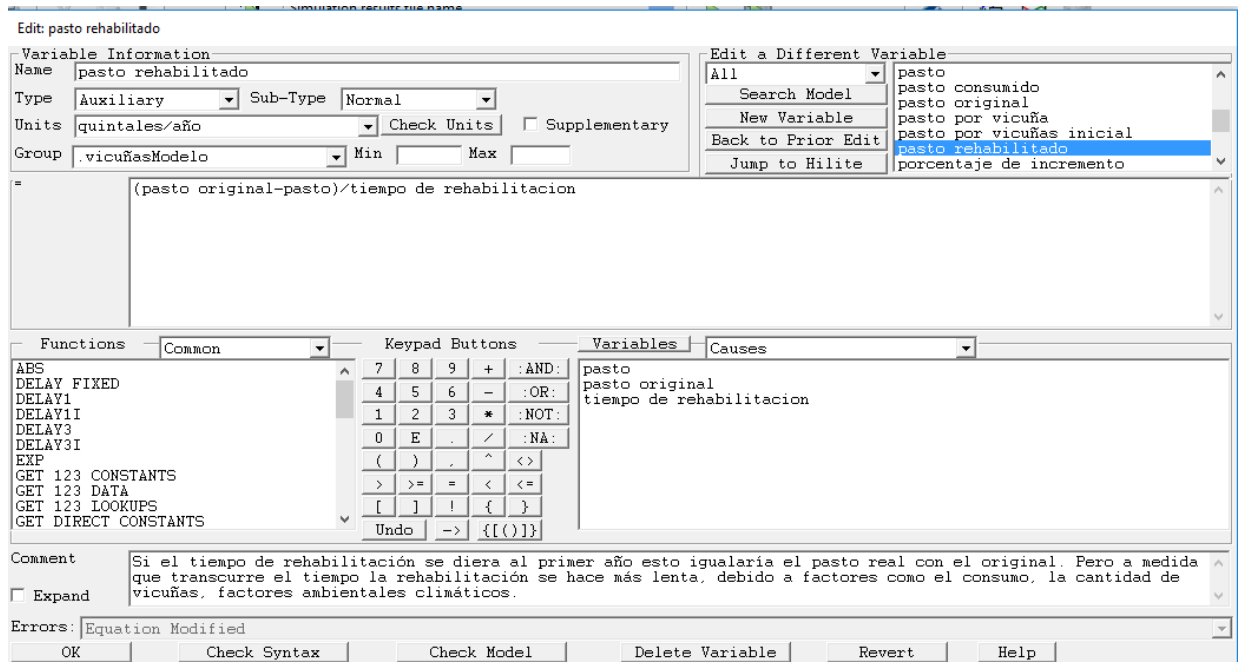 Simulation results file name
Edit: pasto rehabilitado
Variable Information
Name pasto rehabilitado
Type Auxiliary Sub-Type Normal
Units quintales/año Check Units Supplementary
Group .vicuñasModelo Min Max
Edit a Different Variable
All
Search Model
New Variable
Back to Prior Edit
Jump to Hilite
pasto
pasto consumido
pasto original
pasto por vicuña
pasto por vicuñas inicial
pasto rehabilitado
porcentaje de incremento
= (pasto original-pasto)/tiempo de rehabilitacion
Functions Common
ABS
DELAY FIXED
DELAY1
DELAY1I
DELAY3
DELAY3I
EXP
GET 123 CONSTANTS
GET 123 DATA
GET 123 LOOKUPS
GET DIRECT CONSTANTS
Keypad Buttons
7 8 9 + :AND:
4 5 6 - :OR:
1 2 3 * :NOT:
0 E . / :NA:
( ) , ^ <>
> >= = < <=
[ ] ! { }
Undo -> {[()]}
Variables Causes
pasto
pasto original
tiempo de rehabilitacion
Comment
Expand
Si el tiempo de rehabilitación se diera al primer año esto igualaría el pasto real con el original. Pero a medida
que transcurre el tiempo la rehabilitación se hace más lenta, debido a factores como el consumo, la cantidad de
vicuñas, factores ambientales climáticos.
Errors: Equation Modified
OK Check Syntax Check Model Delete Variable Revert Help